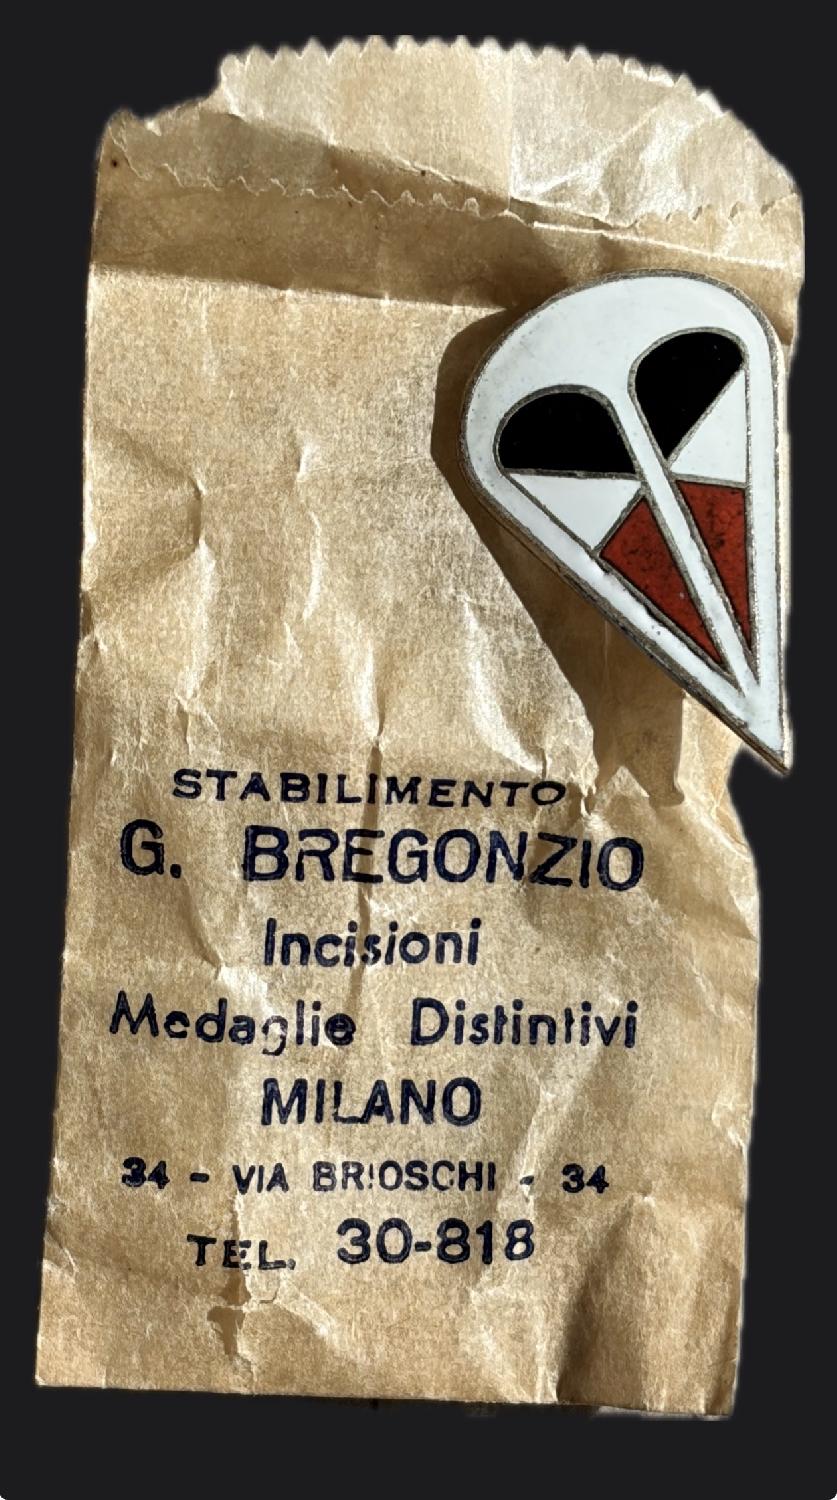 STABILIMENTO
G. BREGONZIO
Incisioni
Medaglie Distintivi
MILANO
34 - VIA BRIOSCHI - 34
TEL. 30-818